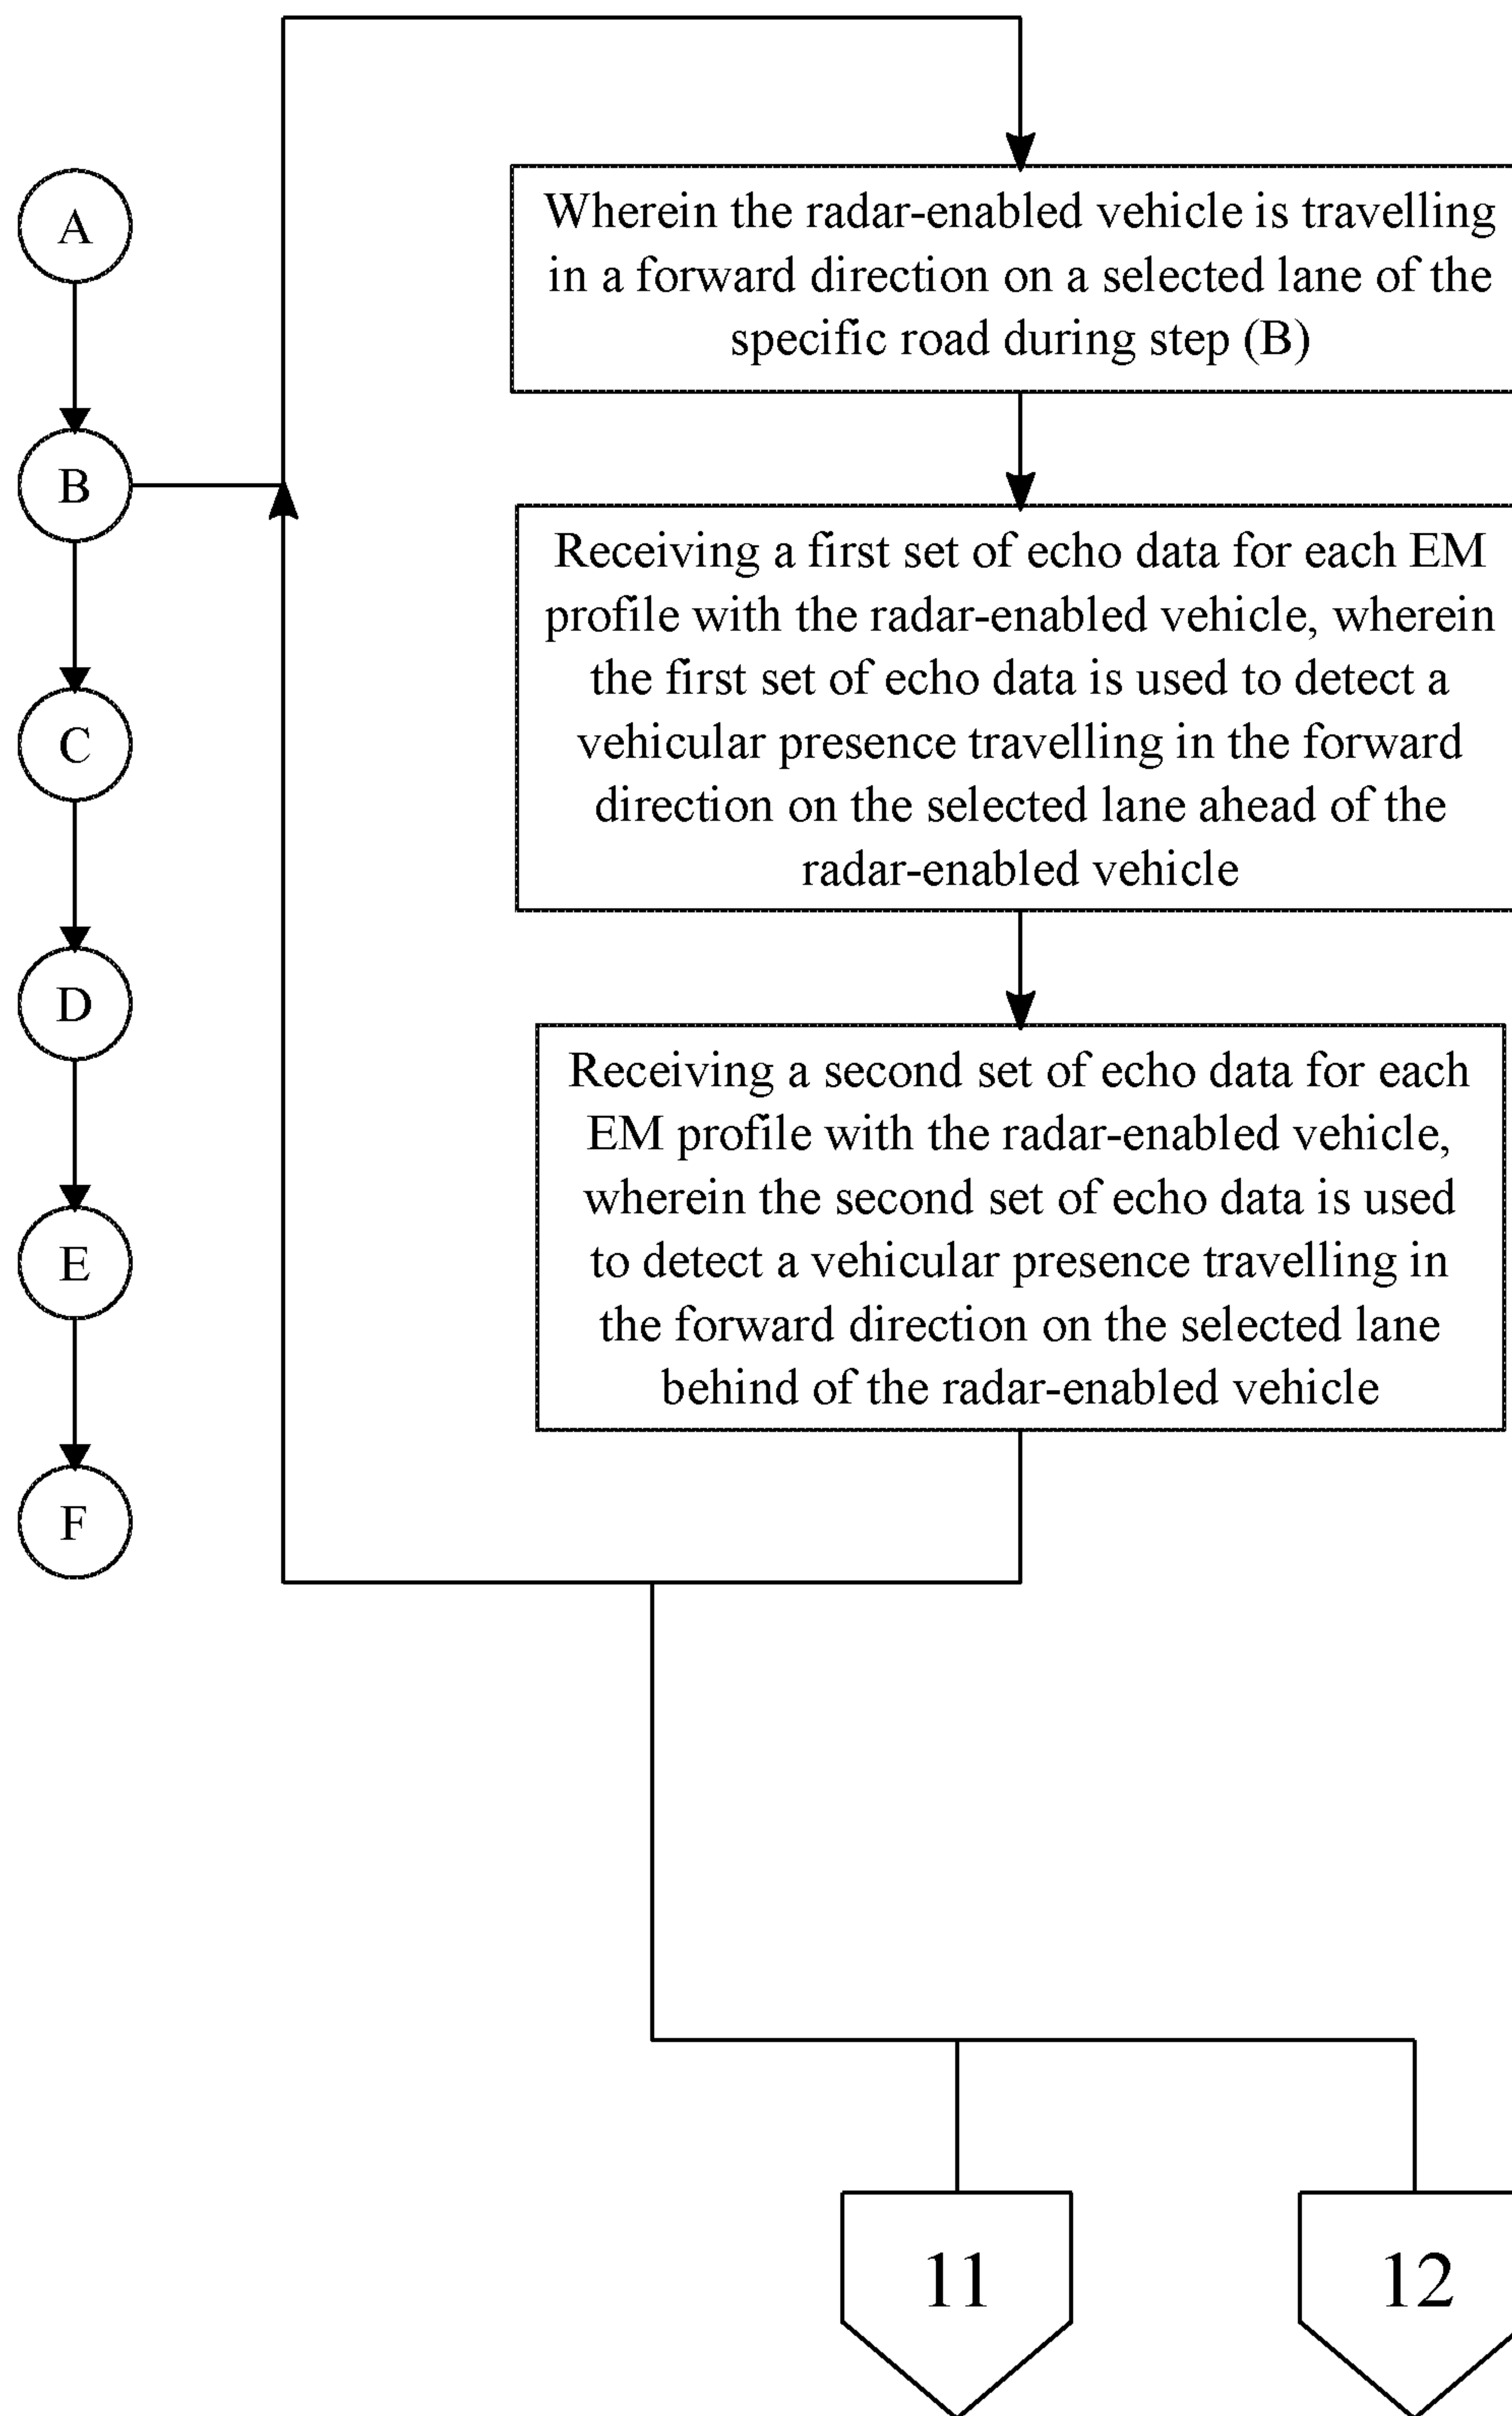 A
B
C
D
E
F
Wherein the radar-enabled vehicle is travelling
in a forward direction on a selected lane of the
specific road during step (B)
Receiving a first set of echo data for each EM
profile with the radar-enabled vehicle, wherein
the first set of echo data is used to detect a
vehicular presence travelling in the forward
direction on the selected lane ahead of the
radar-enabled vehicle
Receiving a second set of echo data for each
EM profile with the radar-enabled vehicle,
wherein the second set of echo data is used
to detect a vehicular presence travelling in
the forward direction on the selected lane
behind of the radar-enabled vehicle
11
12